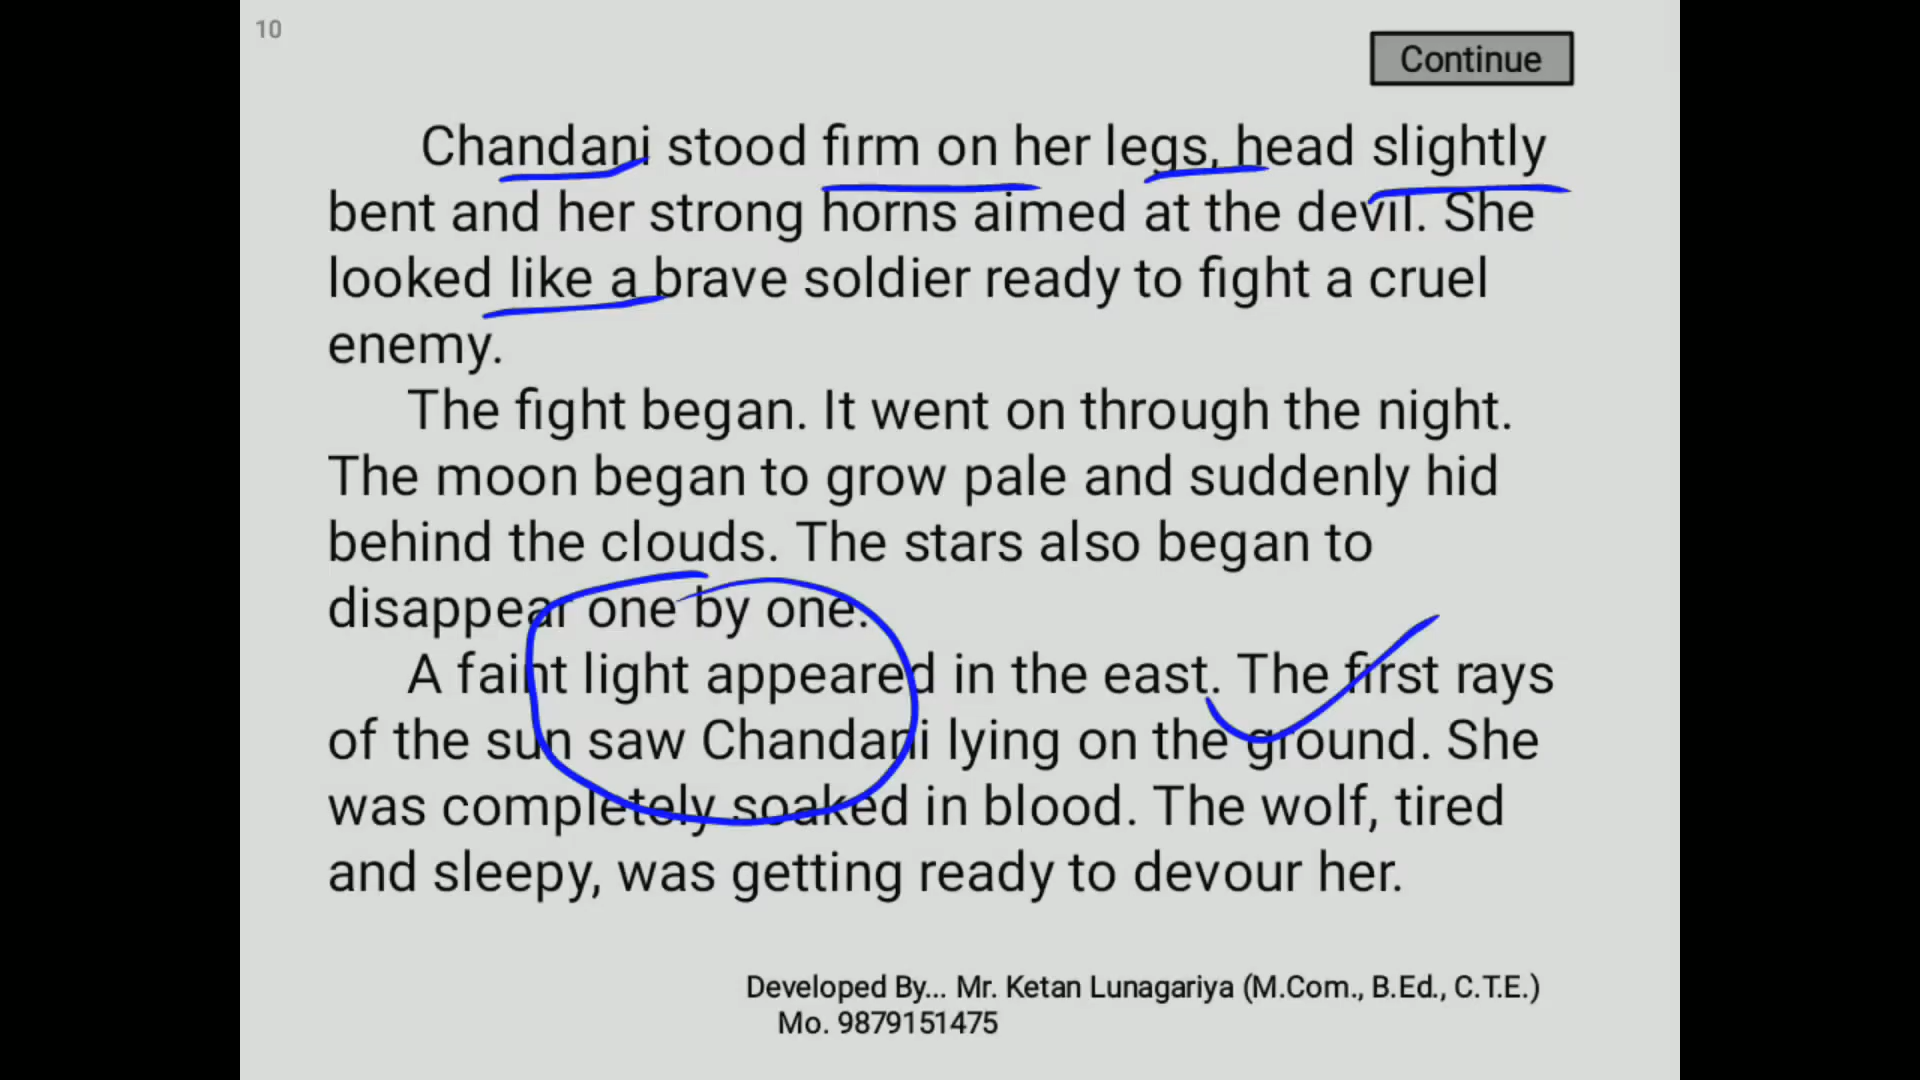 10
Continue
Chandani stood firm on her legs, head slightly
bent and her strong horns aimed at the devil. She
looked like a brave soldier ready to fight a cruel
enemy.
The fight began. It went on through the night.
The moon began to grow pale and suddenly hid
behind the clouds. The stars also began to
disappear one by one.
A faint light appeared in the east. The first rays
of the sun saw Chandani lying on the ground. She
was completely soaked in blood. The wolf, tired
and sleepy, was getting ready to devour her.
Developed By... Mr. Ketan Lunagariya (M.Com., B.Ed., C.T.E.)
Mo. 9879151475